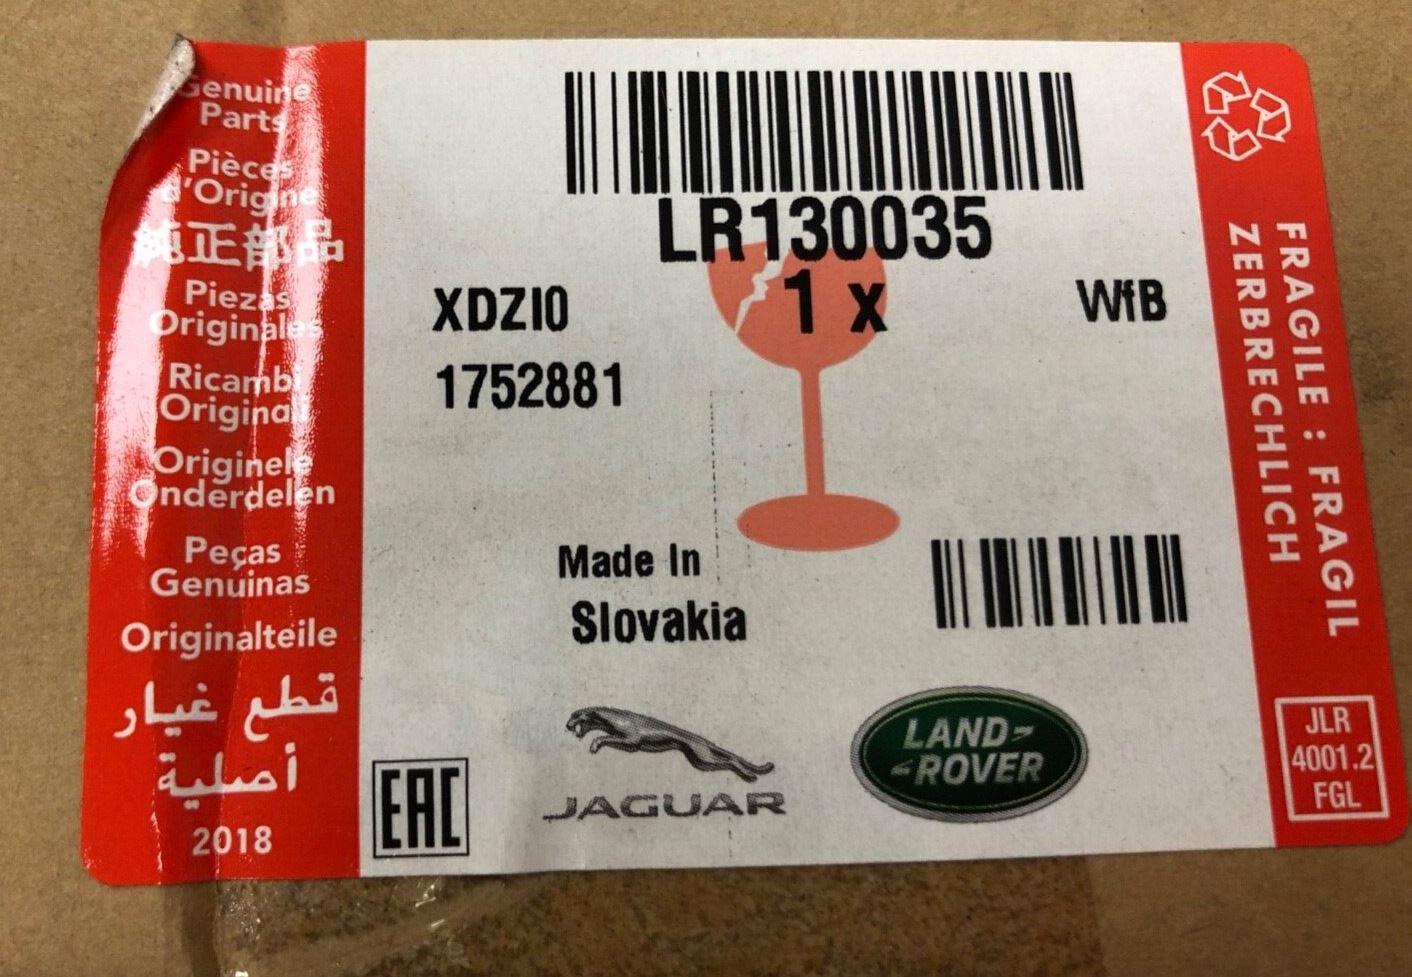 Genuine
Parts
Pièces
d'Origine
純正部品
Piezas
Originales
Ricambi
Originali
Originele
Onderdelen
Peças
Genuinas
Originalteile
قطع غيار
أصلية
2018
LR130035
1 x
XDZI0
WfB
1752881
Made In
Slovakia
EAC
JAGUAR
LAND-
-ROVER
FRAGILE : FRAGIL
ZERBRECHLICH
JLR
4001.2
FGL